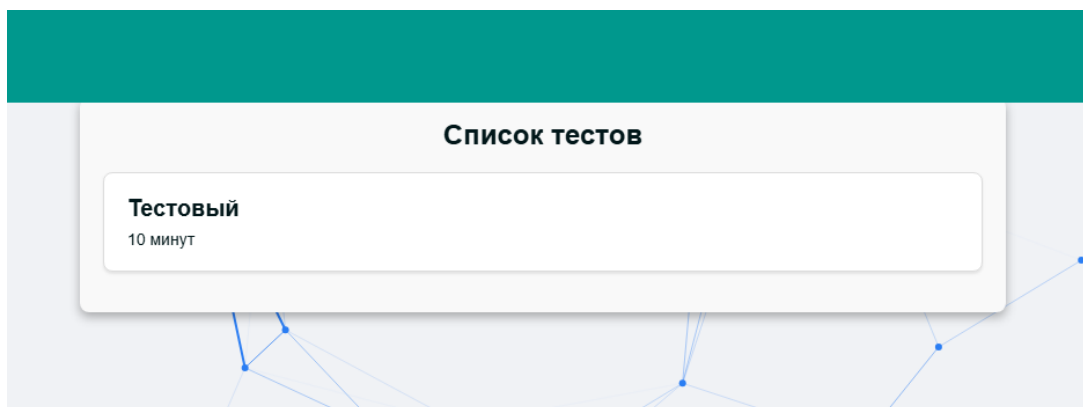 Список тестов
Тестовый
10 минут